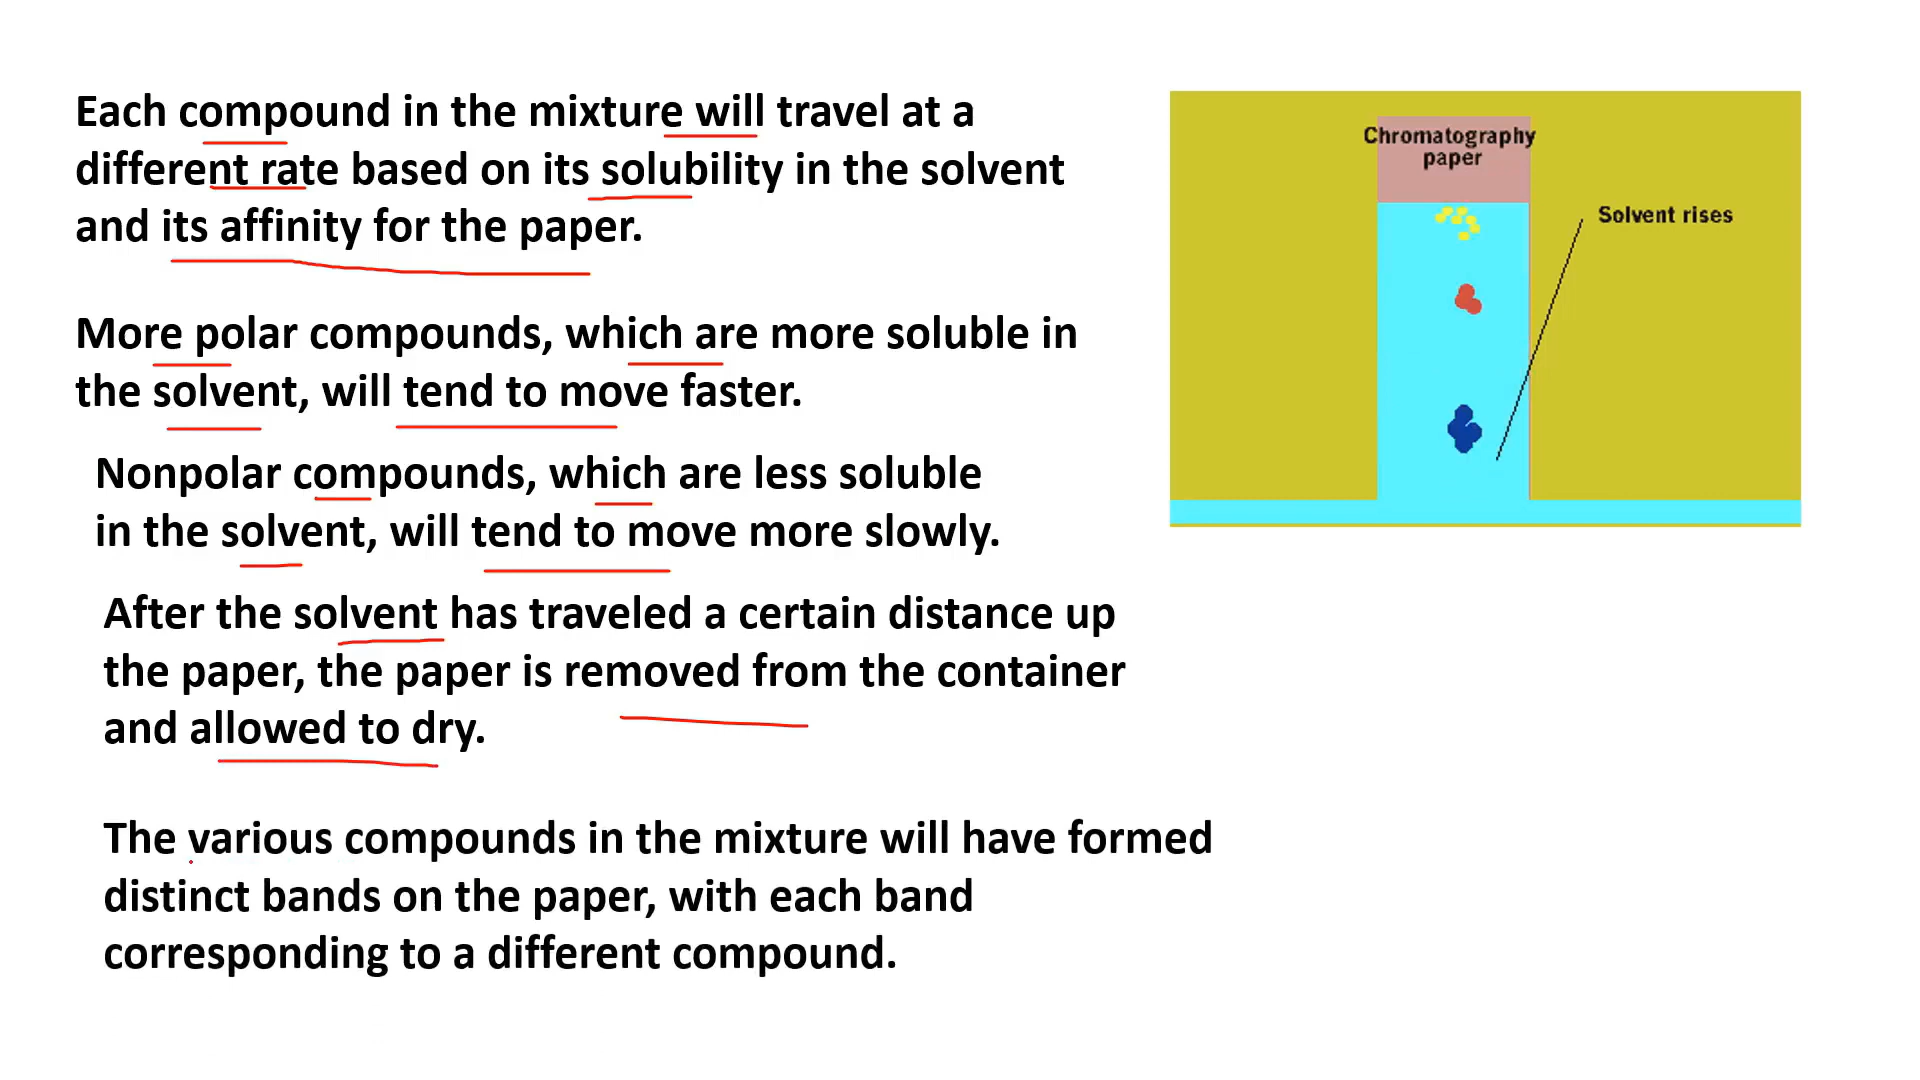 Each compound in the mixture will travel at a
different rate based on its solubility in the solvent
and its affinity for the paper.
More polar compounds, which are more soluble in
the solvent, will tend to move faster.
Nonpolar compounds, which are less soluble
in the solvent, will tend to move more slowly.
After the solvent has traveled a certain distance up
the paper, the paper is removed from the container
and allowed to dry.
The various compounds in the mixture will have formed
distinct bands on the paper, with each band
corresponding to a different compound.
Chromatography
paper
Solvent rises